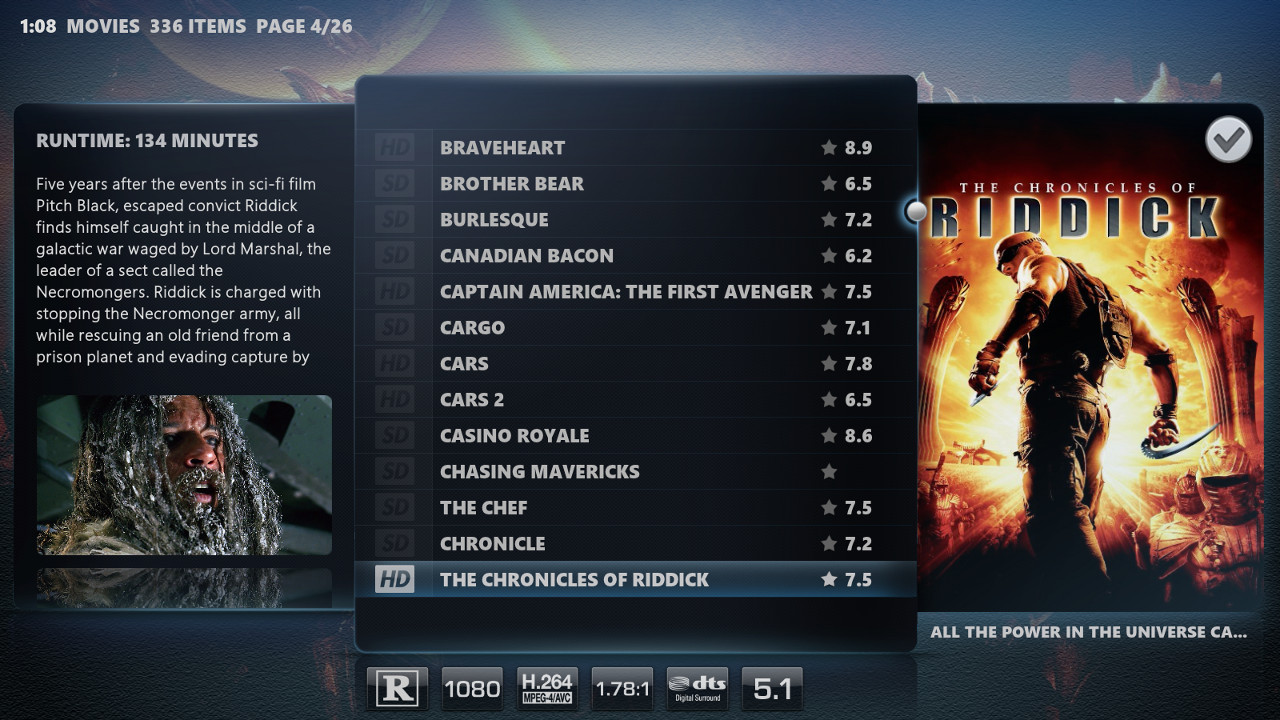 1:08 MOVIES 336 ITEMS PAGE 4/26
RUNTIME: 134 MINUTES
Five years after the events in sci-fi film
Pitch Black, escaped convict Riddick
finds himself caught in the middle of a
galactic war waged by Lord Marshal, the
leader of a sect called the
Necromongers. Riddick is charged with
stopping the Necromonger army, all
while rescuing an old friend from a
prison planet and evading capture by
HD BRAVEHEART 8.9
SD BROTHER BEAR 6.5
SD BURLESQUE 7.2
SD CANADIAN BACON 6.2
HD CAPTAIN AMERICA: THE FIRST AVENGER 7.5
SD CARGO 7.1
HD CARS 7.8
HD CARS 2 6.5
SD CASINO ROYALE 8.6
SD CHASING MAVERICKS
SD THE CHEF 7.5
SD CHRONICLE 7.2
HD THE CHRONICLES OF RIDDICK 7.5
THE CHRONICLES OF
RIDDICK
ALL THE POWER IN THE UNIVERSE CA...
R
1080
H.264
MPEG-4/AVC
1.78:1
dts
Digital Surround
5.1